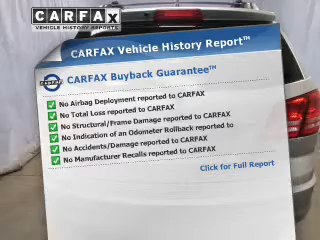 CARFAX
VEHICLE HISTORY REPORTS
CARFAX Vehicle History Report™
CARFAX Buyback Guarantee™
No Airbag Deployment reported to CARFAX
No Total Loss reported to CARFAX
No Structural/Frame Damage reported to CARFAX
No Indication of an Odometer Rollback reported to
No Accidents/Damage reported to CARFAX
No Manufacturer Recalls reported to CARFAX
Click for Full Report